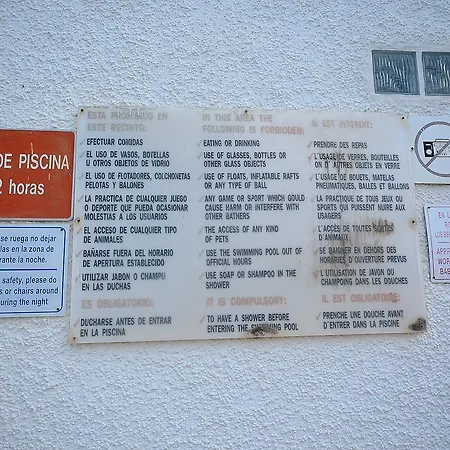 DE PISCINA
2 horas
se ruega no dejar
las en la zona de
rante la noche.
safety, please do
s or chairs around
uring the night
ESTA PROHIBIDO EN
ESTE RECINTO:
EFECTUAR COMIDAS
EL USO DE VASOS, BOTELLAS
U OTROS OBJETOS DE VIDRIO
EL USO DE FLOTADORES, COLCHONETAS
PELOTAS Y BALONES
LA PRACTICA DE CUALQUIER JUEGO
O DEPORTE QUE PUEDA OCASIONAR
MOLESTIAS A LOS USUARIOS
EL ACCESO DE CUALQUIER TIPO
DE ANIMALES
BAÑARSE FUERA DEL HORARIO
DE APERTURA ESTABLECIDO
UTILIZAR JABON O CHAMPU
EN LAS DUCHAS
ES OBLIGATORIO:
DUCHARSE ANTES DE ENTRAR
EN LA PISCINA
IN THIS AREA THE
FOLLOWING IS FORBIDEN:
EATING OR DRINKING
USE OF GLASSES, BOTTLES OR
OTHER GLASS OBJECTS
USE OF FLOATS, INFLATABLE RAFTS
OR ANY TYPE OF BALL
ANY GAME OR SPORT WHICH COULD
CAUSE HARM OR INTERFERE WITH
OTHER BATHERS
THE ACCESS OF ANY KIND
OF PETS
USE THE SWIMMING POOL OUT OF
OFFICIAL HOURS
USE SOAP OR SHAMPOO IN THE
SHOWER
IT IS COMPULSORY:
TO HAVE A SHOWER BEFORE
ENTERING THE SWIMMING POOL
IL EST INTERDIT:
PRENDRE DES REPAS
L'USAGE DE VERRES, BOUTEILLES
OU D'AUTRES OBJETS EN VERRE
L'USAGE DE BOUETS, MATELAS
PNEUMATIQUES, BALLES ET BALLONS
LA PRACTIQUE DE TOUS JEUX OU
SPORTS QUI PUISSENT NUIRE AUX
USAGERS
L'ACCÈS DE TOUTES SORTES
D'ANIMAUX
SE BAIGNER EN DEHORS DES
HORAIRES D'OUVERTURE PREVUS
L'UTILISATION DE JAVON OU
CHAMPOING DANS LES DOUCHES
IL EST OBLIGATOIRE:
PRENCHE UNE DOUCHE AVANT
D'ENTRER DANS LA PISCINE